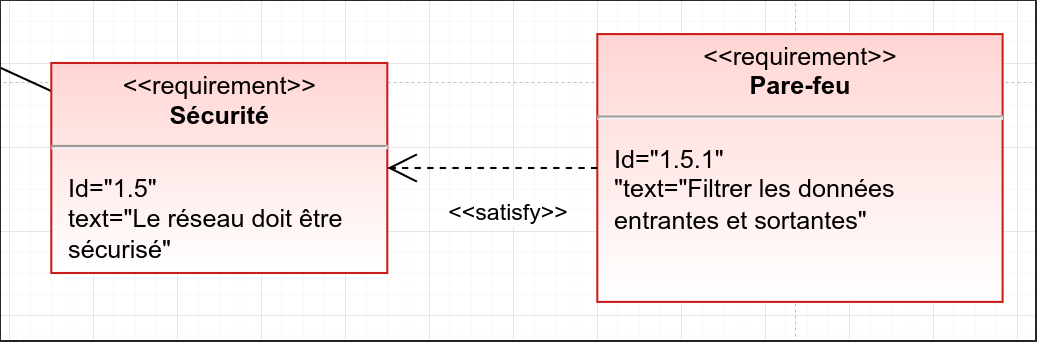 <<requirement>>
Sécurité
Id="1.5"
text="Le réseau doit être
sécurisé"
<<satisfy>>
<<requirement>>
Pare-feu
Id="1.5.1"
"text="Filtrer les données
entrantes et sortantes"